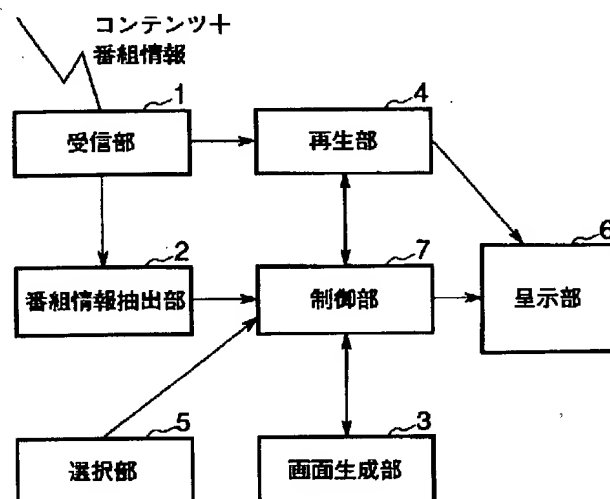 コンテンツ+
番組情報
1
受信部
4
再生部
2
番組情報抽出部
7
制御部
6
呈示部
5
選択部
3
画面生成部